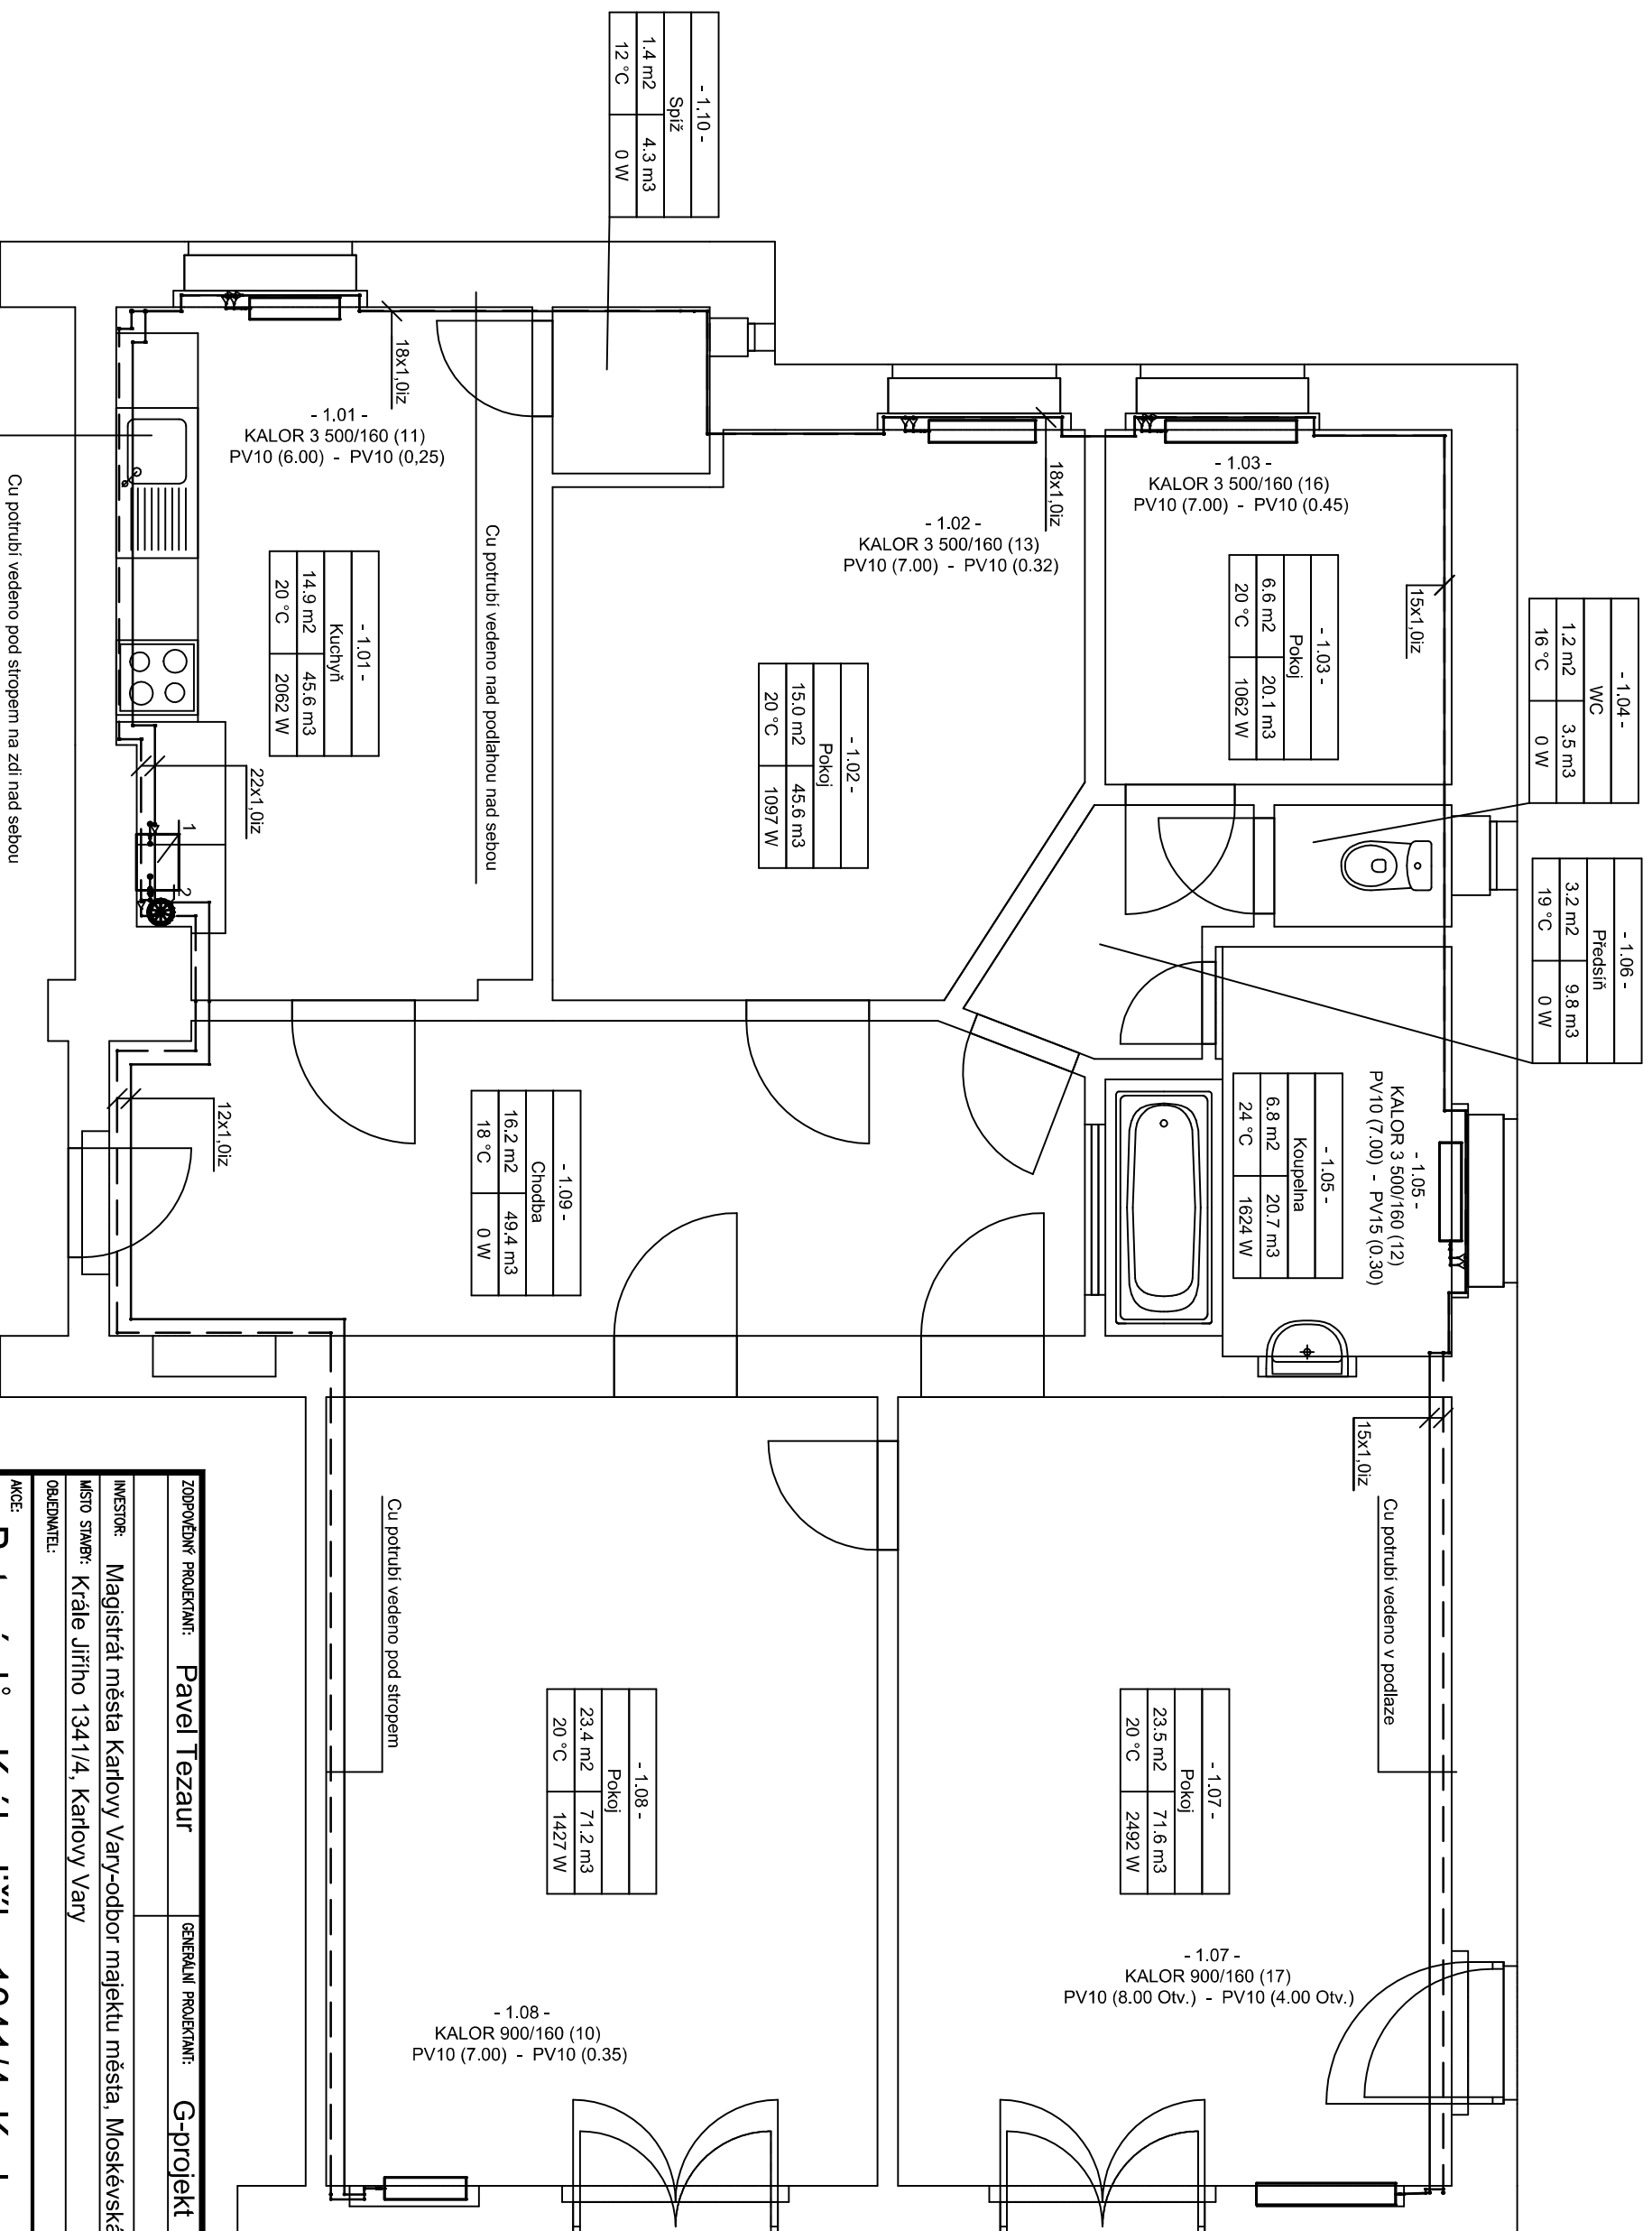 - 1.10 -
Spíž
1.4 m2 4.3 m3
12 °C 0 W
18x1,0iz
- 1.01 -
KALOR 3 500/160 (11)
PV10 (6.00) - PV10 (0,25)
- 1.01 -
Kuchyň
14.9 m2 45.6 m3
20 °C 2062 W
Cu potrubí vedeno nad podlahou nad sebou
Cu potrubí vedeno pod stropem na zdi nad sebou
22x1,0iz
1
2
18x1,0iz
- 1.02 -
KALOR 3 500/160 (13)
PV10 (7.00) - PV10 (0.32)
- 1.02 -
Pokoj
15.0 m2 45.6 m3
20 °C 1097 W
- 1.03 -
KALOR 3 500/160 (16)
PV10 (7.00) - PV10 (0.45)
- 1.03 -
Pokoj
6.6 m2 20.1 m3
20 °C 1062 W
15x1,0iz
- 1.04 -
WC
1.2 m2 3.5 m3
16 °C 0 W
- 1.06 -
Předsíň
3.2 m2 9.8 m3
19 °C 0 W
- 1.05 -
KALOR 3 500/160 (12)
PV10 (7.00) - PV15 (0.30)
- 1.05 -
Koupelna
6.8 m2 20.7 m3
24 °C 1624 W
- 1.09 -
Chodba
16.2 m2 49.4 m3
18 °C 0 W
12x1,0iz
15x1,0iz
Cu potrubí vedeno v podlaze
Cu potrubí vedeno pod stropem
- 1.07 -
Pokoj
23.5 m2 71.6 m3
20 °C 2492 W
- 1.07 -
KALOR 900/160 (17)
PV10 (8.00 Otv.) - PV10 (4.00 Otv.)
- 1.08 -
Pokoj
23.4 m2 71.2 m3
20 °C 1427 W
- 1.08 -
KALOR 900/160 (10)
PV10 (7.00) - PV10 (0.35)
ZODPOVĚDNÝ PROJEKTANT: Pavel Tezaur
GENERÁLNÍ PROJEKTANT: G-projekt
INVESTOR: Magistrát města Karlovy Vary-odbor majektu města, Moskevská
MÍSTO STAVBY: Krále Jiřího 1341/4, Karlovy Vary
OBJEDNATEL:
AKCE: